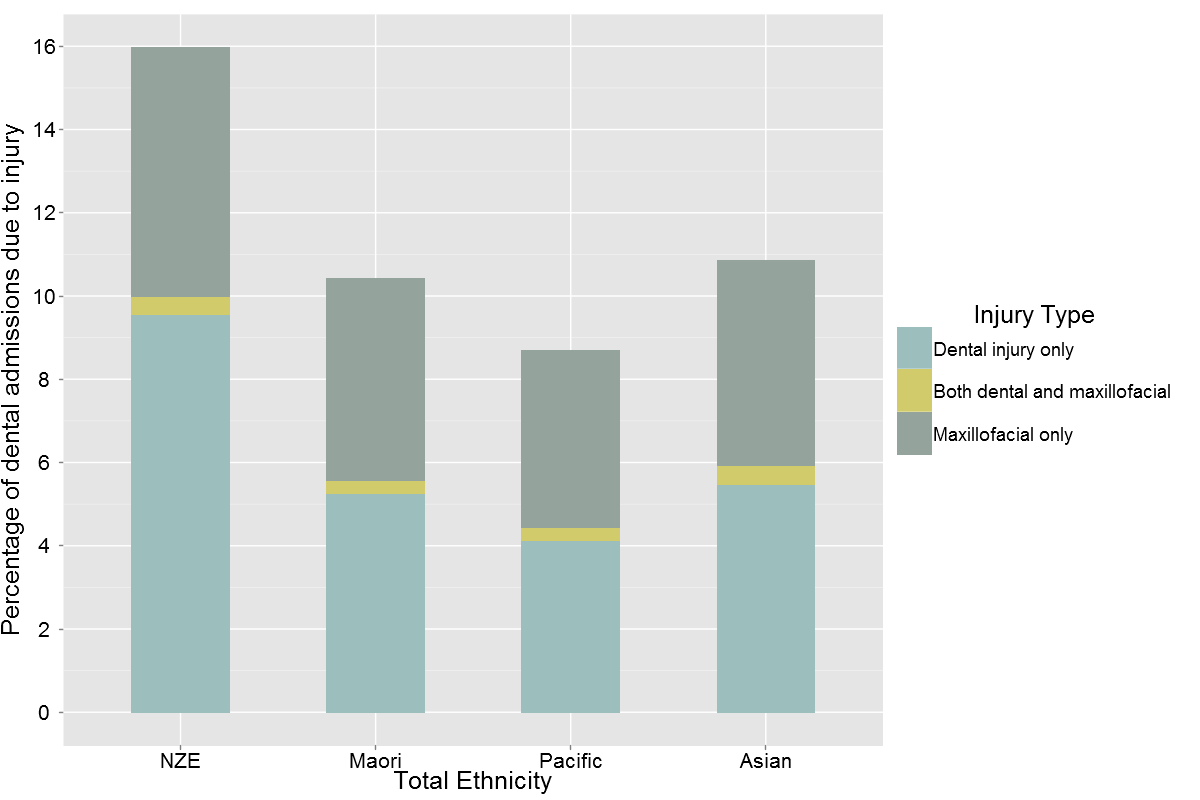 Percentage of dental admissions due to injury
16
14
12
10
8
6
4
2
0
NZE Maori Pacific Asian
Total Ethnicity
Injury Type
Dental injury only
Both dental and maxillofacial
Maxillofacial only